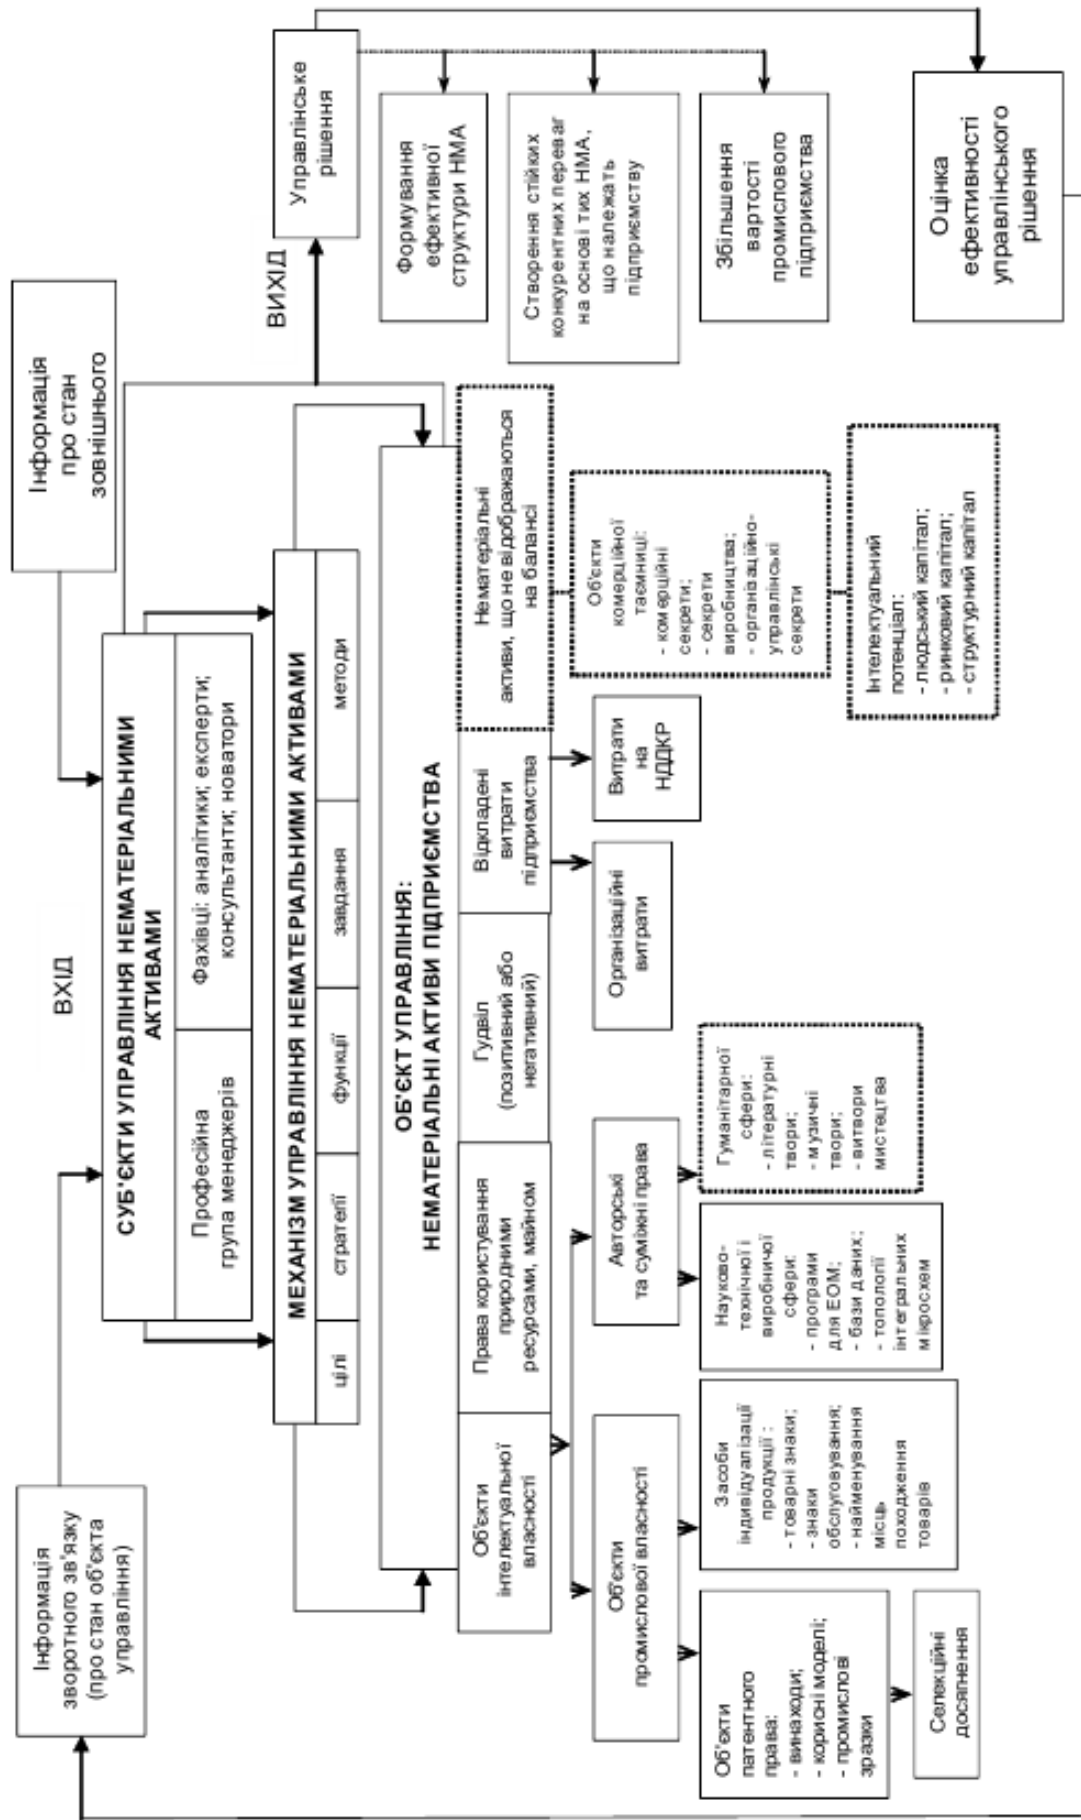 Інформація
зворотного зв'язку
(про стан об'єкта
управління)
ВХІД
Інформація
про стан
зовнішнього
СУБ'ЄКТИ УПРАВЛІННЯ НЕМАТЕРІАЛЬНИМИ
АКТИВАМИ
Професійна
група менеджерів
Фахівці; аналітики; експерти;
консультанти; новатори
МЕХАНІЗМ УПРАВЛІННЯ НЕМАТЕРІАЛЬНИМИ АКТИВАМИ
цілі
стратегії
функції
завдання
методи
ВИХІД
Управлінське
рішення
ОБ'ЄКТ УПРАВЛІННЯ:
НЕМАТЕРІАЛЬНІ АКТИВИ ПІДПРИЄМСТВА
Об'єкти
інтелектуальної
власності
Права користування
природними
ресурсами, майном
Гудвіл
(позитивний або
негативний)
Відкладені
витрати
підприємства
Нематеріальні
активи, що не відображаються
на балансі
Формування
ефективної
структури НМА
Створення стійких
конкурентних переваг
на основі тих НМА,
що належать
підприємству
Збільшення
вартості
промислового
підприємства
Оцінка
ефективності
управлінського
рішення
Об'єкти
промислової власності
Авторські
та суміжні права
Організаційні
витрати
Витрати
на
НДДКР
Об'єкти
комерційної
таємниці:
- комерційні
секрети;
- секрети
виробництва;
- організаційно-
управлінські
секрети
Об'єкти
патентного
права:
- винаходи;
- корисні моделі;
- промислові
зразки
Засоби
індивідуалізації
продукції :
- товарні знаки;
- знаки
обслуговування;
- найменування
місць
походження
товарів
Науково-
технічної і
виробничої
сфери:
- програми
для ЕОМ;
- бази даних;
- топології
інтегральних
мікросхем
Гуманітарної
сфери:
- літературні
твори;
- музичні
твори;
- витвори
мистецтва
Інтелектуальний
потенціал:
- людський капітал;
- ринковий капітал;
- структурний капітал
Селекційні
досягнення